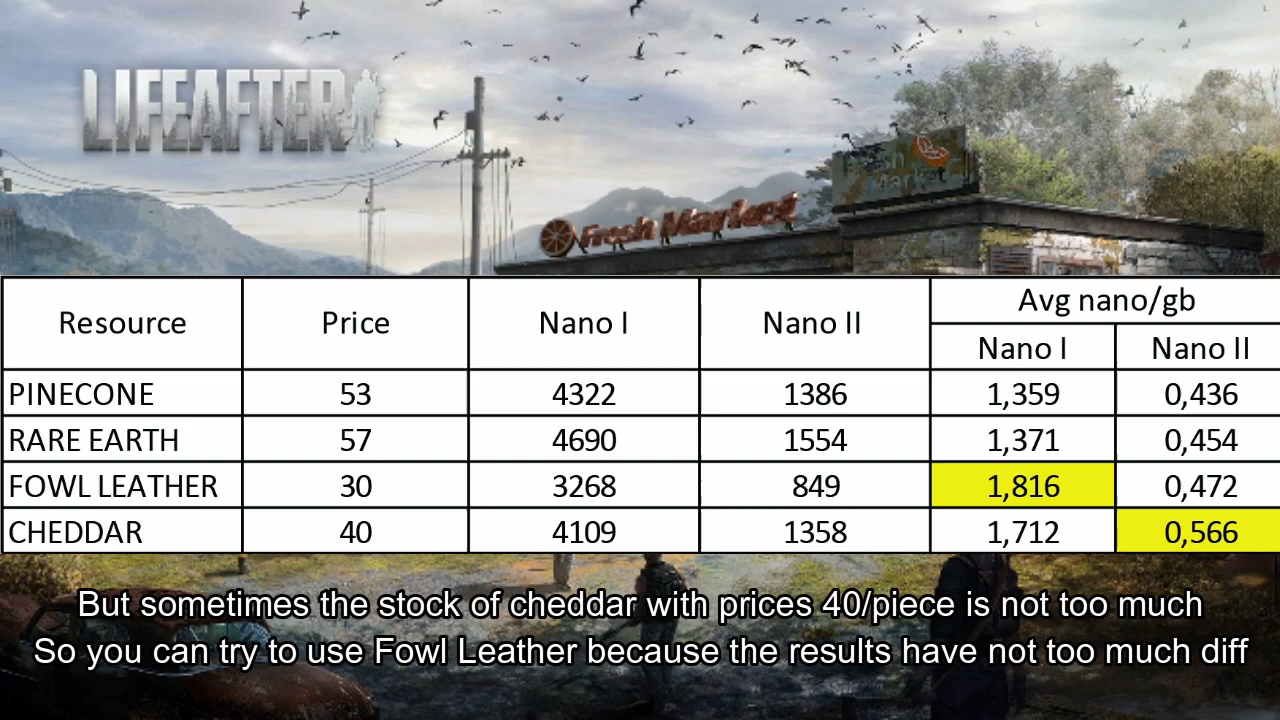 LIFEAFTER
Fresh Market
Resource Price Nano I Nano II Avg nano/gb
Nano I Nano II
PINECONE 53 4322 1386 1,359 0,436
RARE EARTH 57 4690 1554 1,371 0,454
FOWL LEATHER 30 3268 849 1,816 0,472
CHEDDAR 40 4109 1358 1,712 0,566
But sometimes the stock of cheddar with prices 40/piece is not too much
So you can try to use Fowl Leather because the results have not too much diff